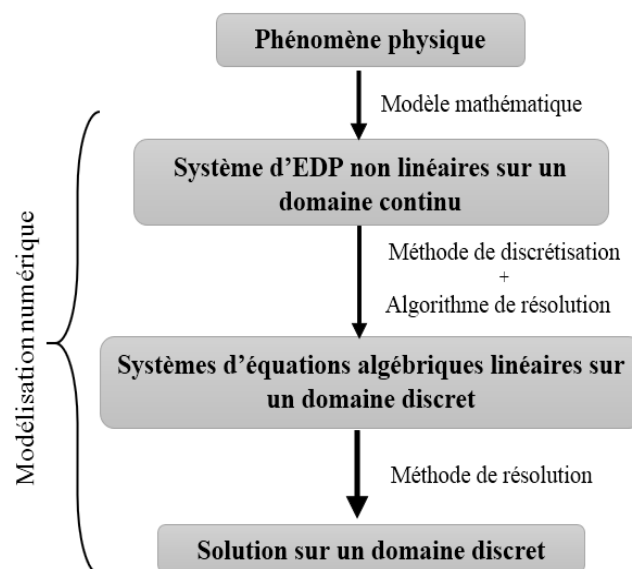 Phénomène physique
Modèle mathématique
Système d'EDP non linéaires sur un
domaine continu
Méthode de discrétisation
+
Algorithme de résolution
Systèmes d'équations algébriques linéaires sur
un domaine discret
Méthode de résolution
Solution sur un domaine discret
Modélisation numérique